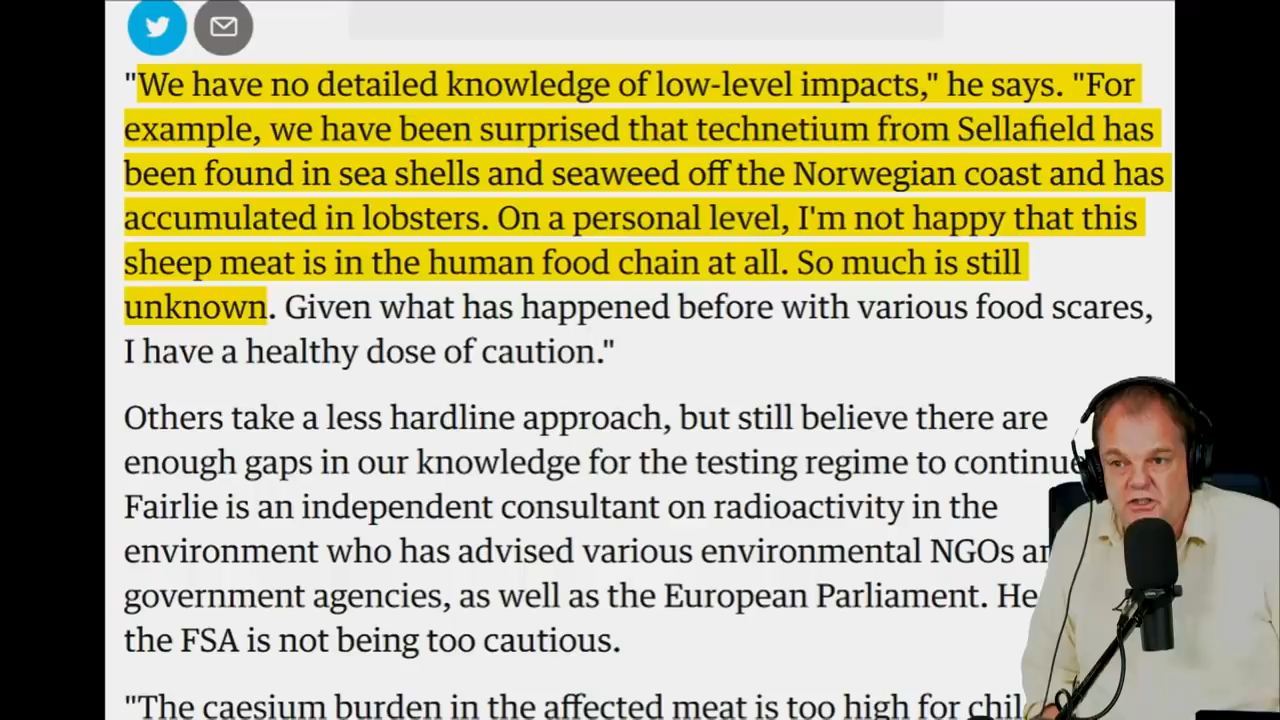 "We have no detailed knowledge of low-level impacts," he says. "For
example, we have been surprised that technetium from Sellafield has
been found in sea shells and seaweed off the Norwegian coast and has
accumulated in lobsters. On a personal level, I'm not happy that this
sheep meat is in the human food chain at all. So much is still
unknown. Given what has happened before with various food scares,
I have a healthy dose of caution."
Others take a less hardline approach, but still believe there are
enough gaps in our knowledge for the testing regime to continue
Fairlie is an independent consultant on radioactivity in the
environment who has advised various environmental NGOs
government agencies, as well as the European Parliament. He
the FSA is not being too cautious.
"The caesium burden in the affected meat is too high for